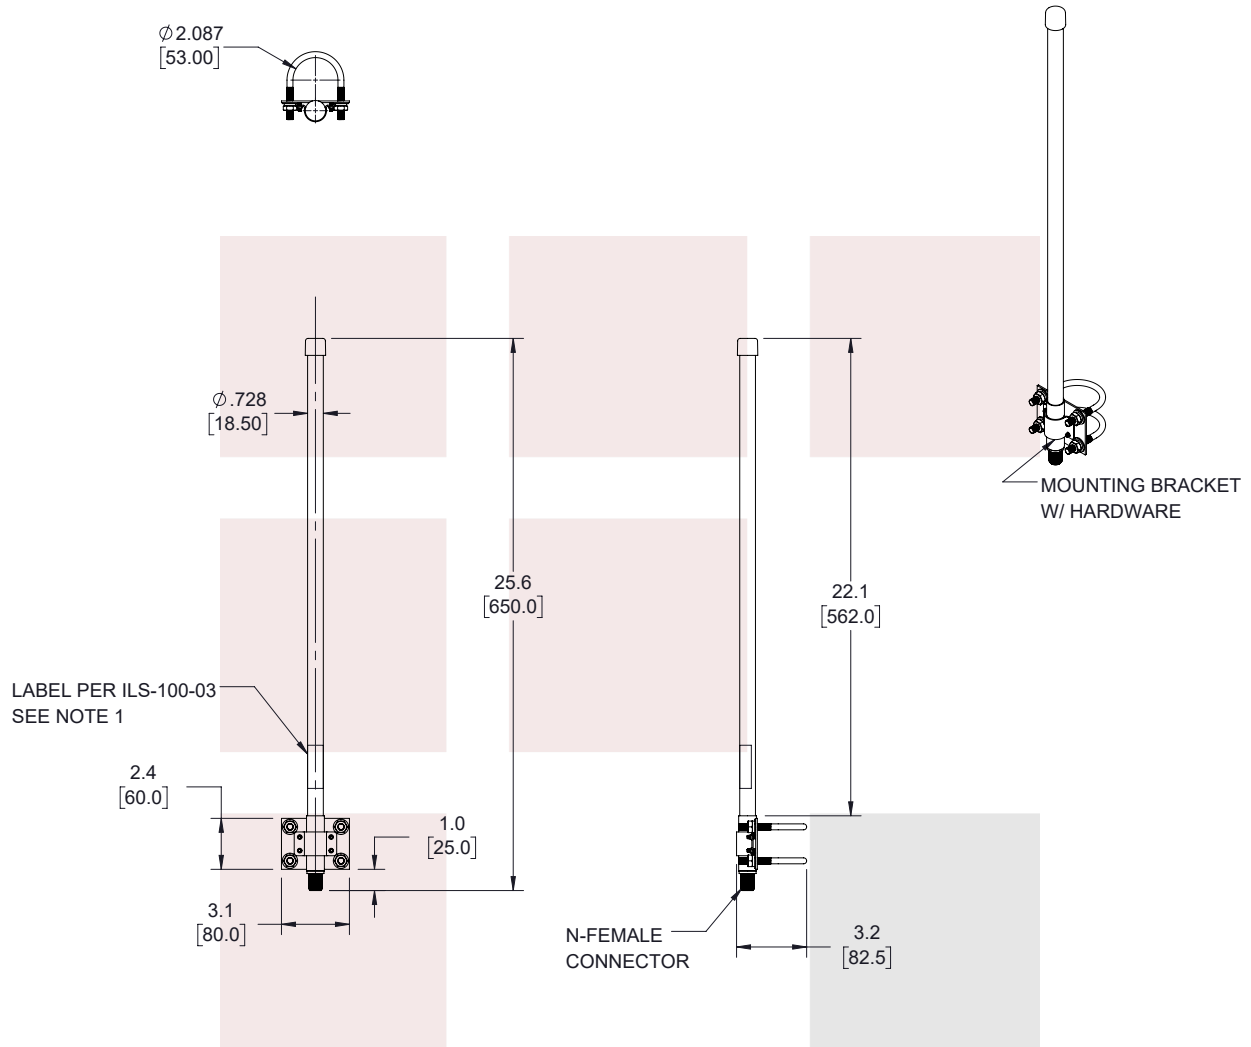 ⌀2.087
[53.00]
⌀.728
[18.50]
MOUNTING BRACKET
W/ HARDWARE
25.6
[650.0]
22.1
[562.0]
LABEL PER ILS-100-03
SEE NOTE 1
2.4
[60.0]
1.0
[25.0]
3.1
[80.0]
N-FEMALE
CONNECTOR
3.2
[82.5]